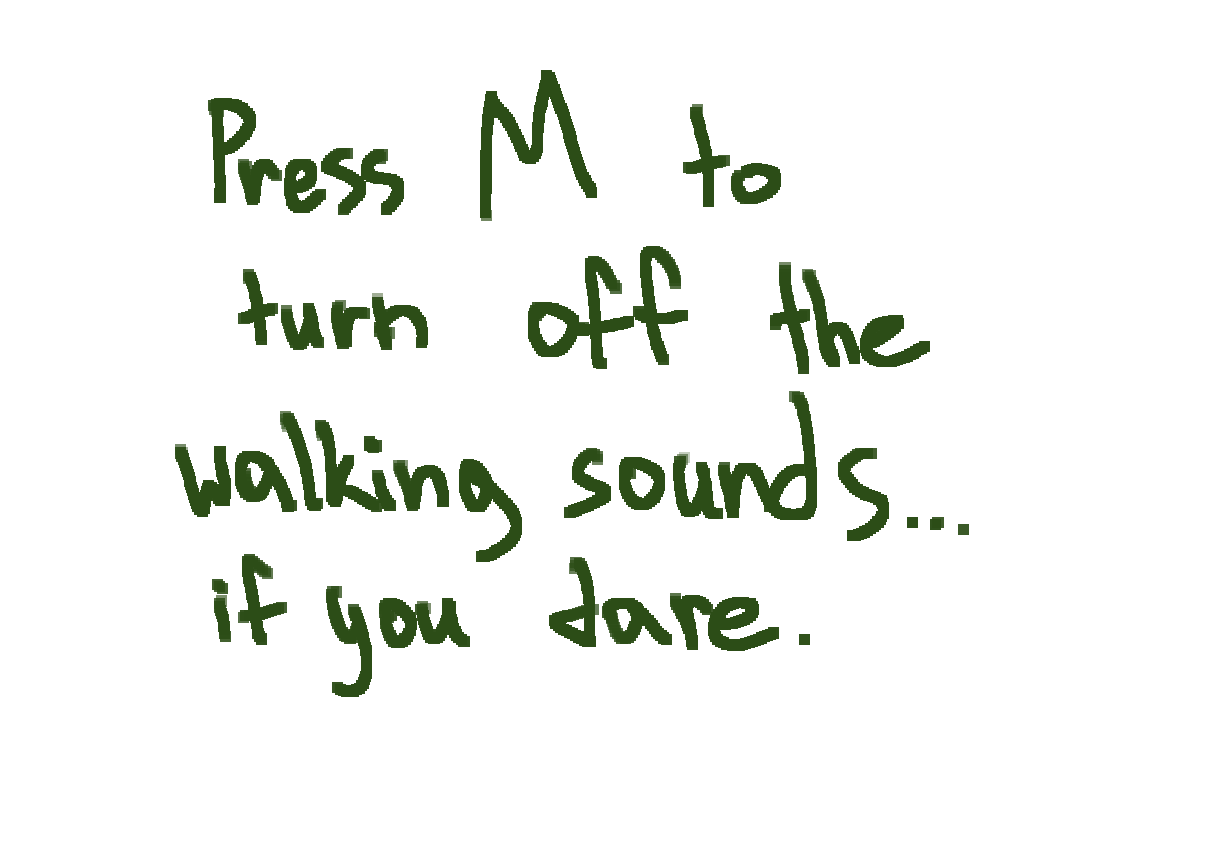 Press M to
turn off the
walking sounds...
if you dare.